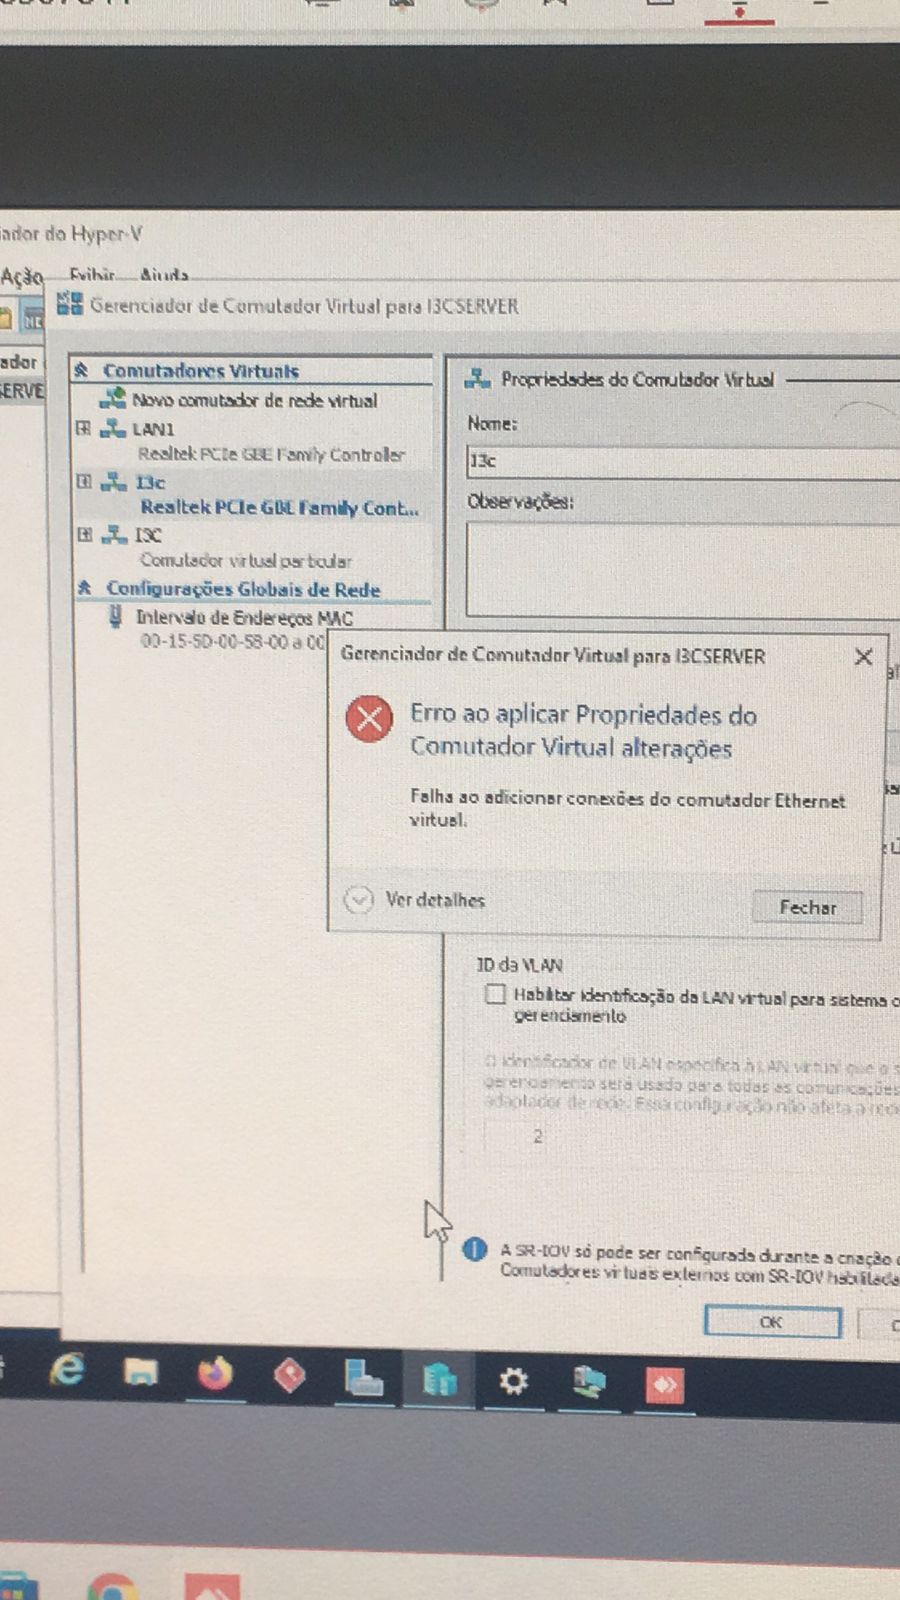 ador do Hyper-V
Ação Exibir Ajuda
Gerenciador de Comutador Virtual para I3CSERVER
ador
SERVE
Comutadores Virtuais
Novo comutador de rede virtual
LAN1
Realtek PCIe GBE Family Controller
I3c
Realtek PCIe GBE Family Cont...
I3C
Comutador virtual particular
Configurações Globais de Rede
Intervalo de Endereços MAC
00-15-5D-00-58-00 a 00
Propriedades do Comutador Virtual
Nome:
I3c
Observações:
Gerenciador de Comutador Virtual para I3CSERVER
Erro ao aplicar Propriedades do
Comutador Virtual alterações
Falha ao adicionar conexões do comutador Ethernet
virtual.
Ver detalhes
Fechar
ID da VLAN
Habilitar identificação da LAN virtual para sistema o
gerenciamento
O identificador de VLAN especifica a LAN virtual que o s
gerenciamento será usado para todas as comunicações
adaptador de rede. Essa configuração não afeta a rede
2
A SR-IOV só pode ser configurada durante a criação
Comutadores virtuais externos com SR-IOV habilitada
OK